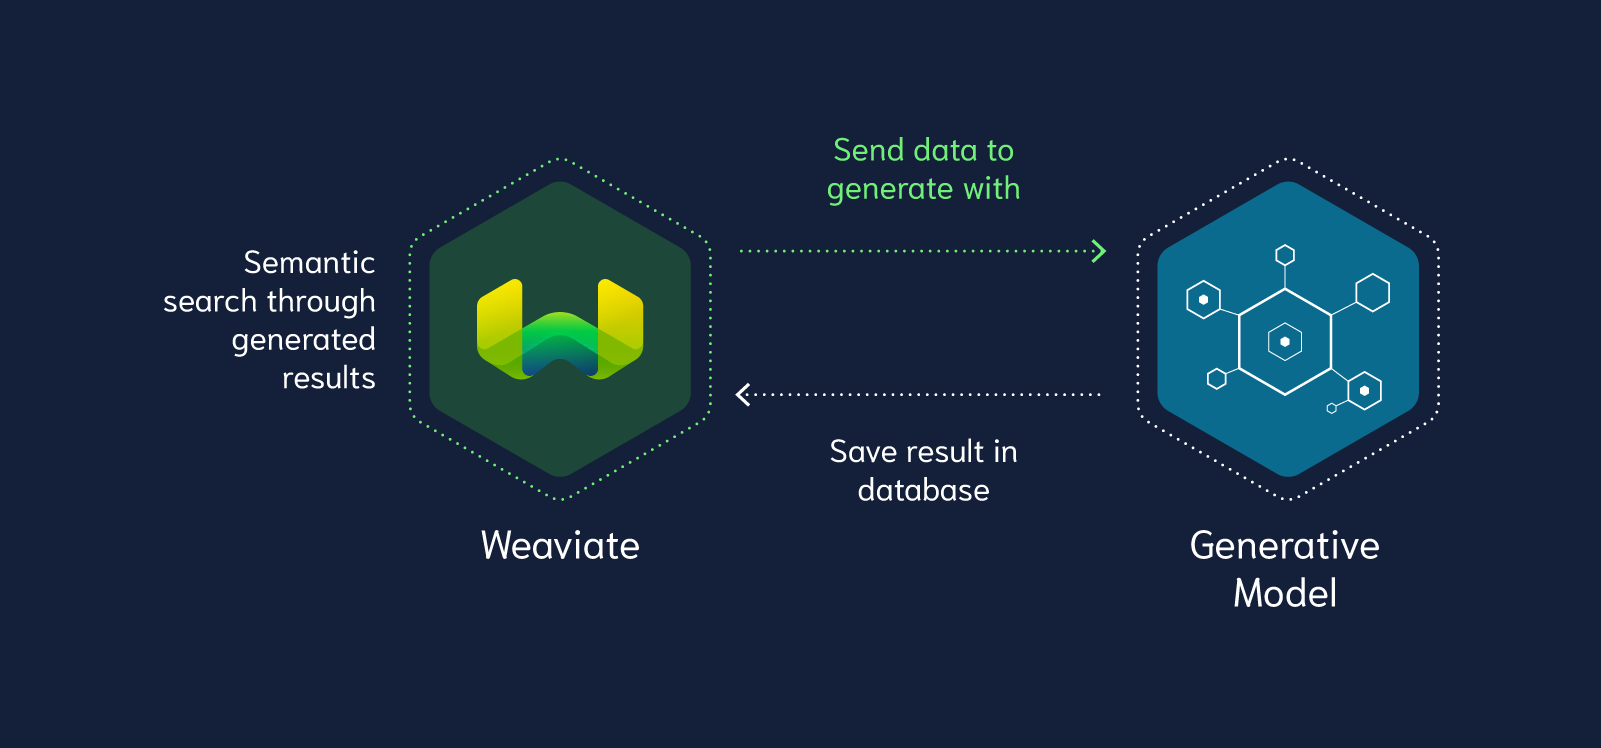 Send data to
generate with
Semantic
search through
generated
results
Save result in
database
Weaviate
Generative
Model